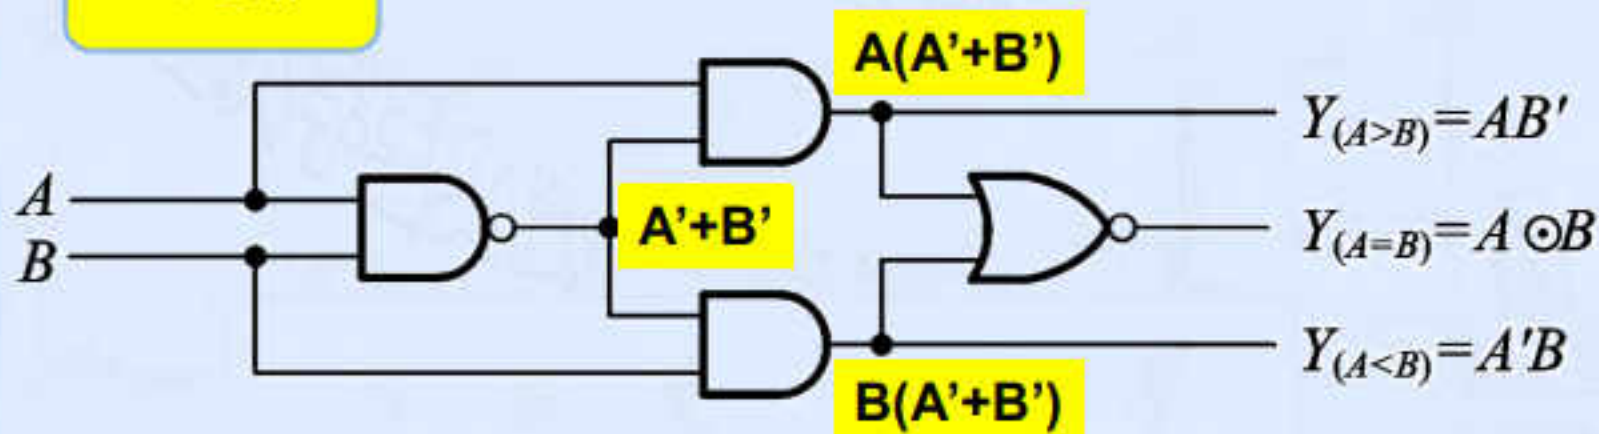 A(A’+B’)
Y(A>B)=AB′
A
A’+B’
Y(A=B)=A⊙B
B
Y(A<B)=A′B
B(A’+B’)